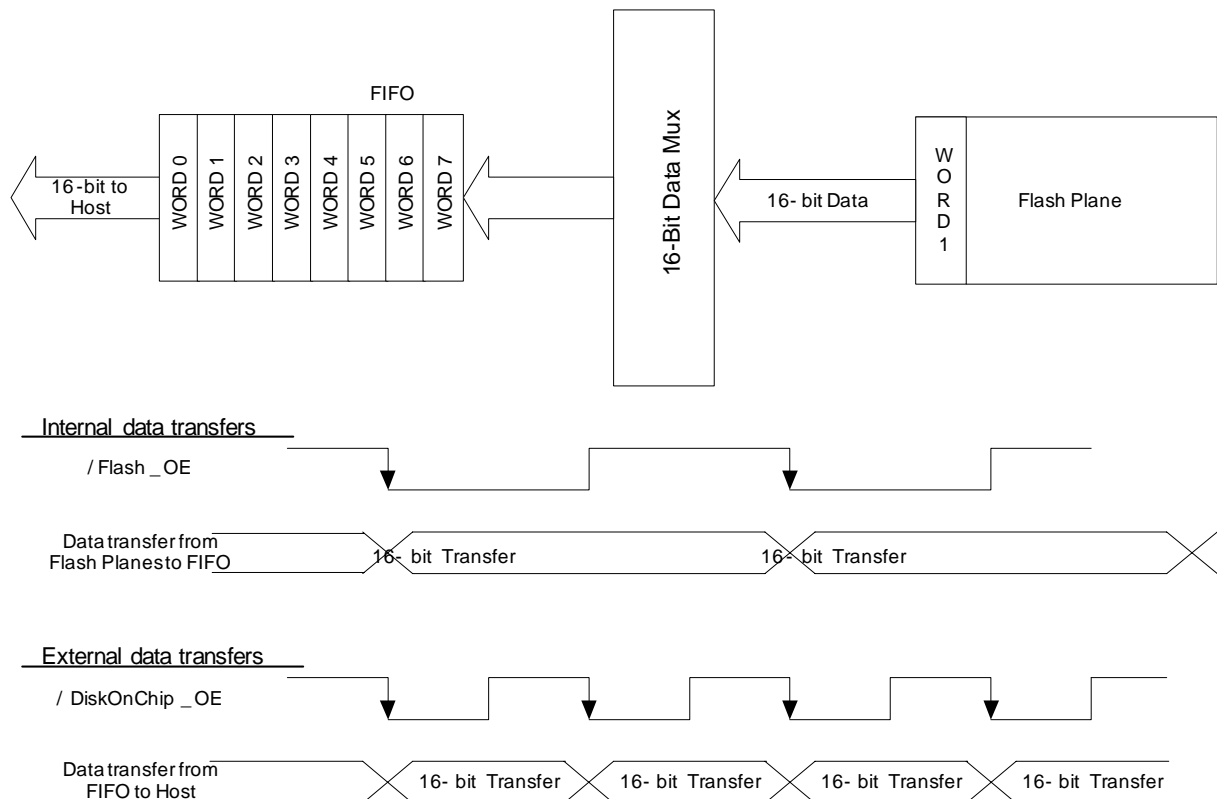 FIFO
16-bit to
Host
WORD 0
WORD 1
WORD 2
WORD 3
WORD 4
WORD 5
WORD 6
WORD 7
16-Bit Data Mux
16- bit Data
W
O
R
D
1
Flash Plane
Internal data transfers
/ Flash _ OE
Data transfer from
Flash Planes to FIFO
16- bit Transfer
16- bit Transfer
External data transfers
/ DiskOnChip _ OE
Data transfer from
FIFO to Host
16- bit Transfer
16- bit Transfer
16- bit Transfer
16- bit Transfer